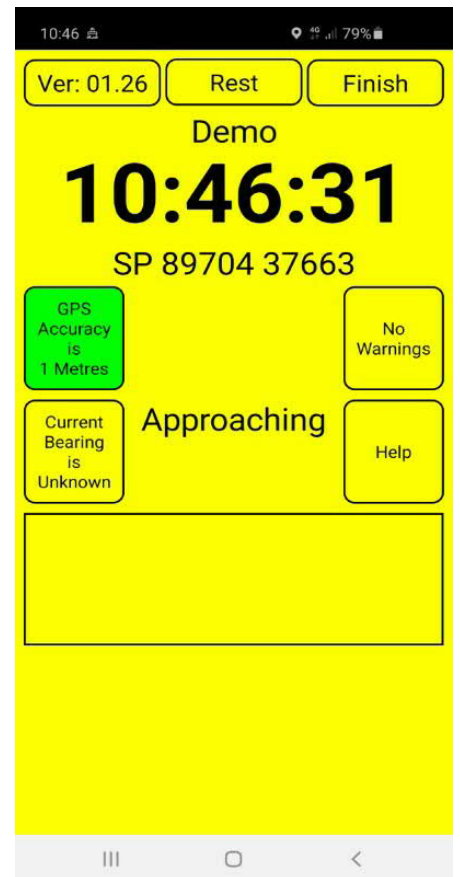 10:46 79%
Ver: 01.26 Rest Finish
Demo
10:46:31
SP 89704 37663
GPS
Accuracy
is
1 Metres
No
Warnings
Approaching
Current
Bearing
is
Unknown
Help